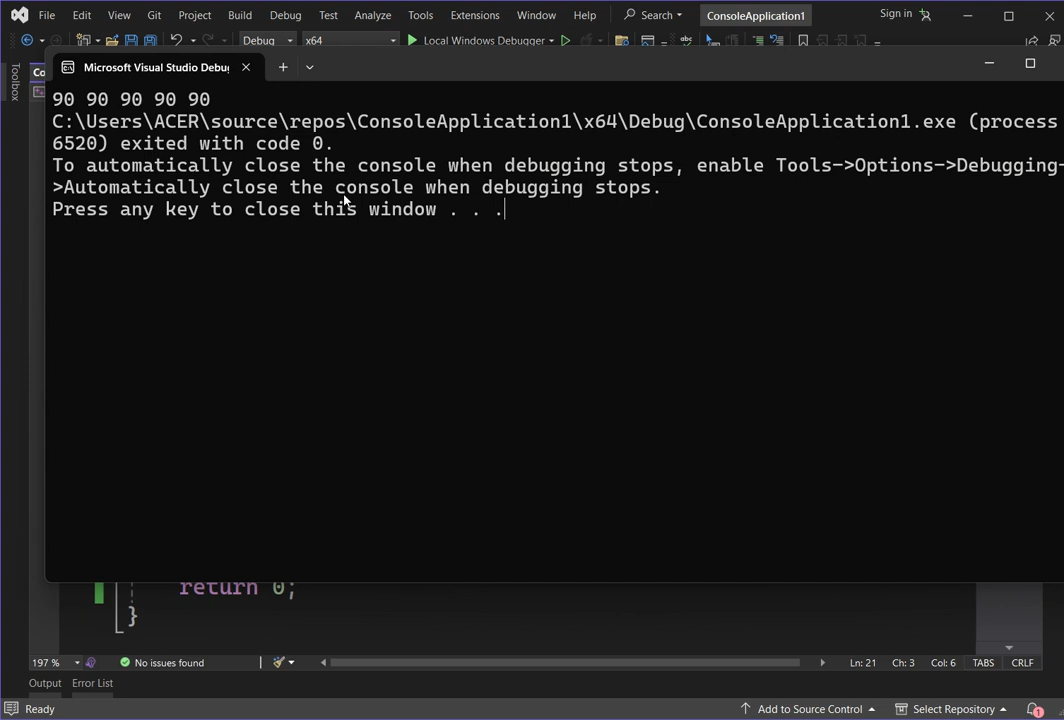 File Edit View Git Project Build Debug Test Analyze Tools Extensions Window Help Search ConsoleApplication1 Sign in
Debug x64 Local Windows Debugger
Toolbox
Co
Microsoft Visual Studio Debu
90 90 90 90 90
C:\Users\ACER\source\repos\ConsoleApplication1\x64\Debug\ConsoleApplication1.exe (process
6520) exited with code 0.
To automatically close the console when debugging stops, enable Tools->Options->Debugging-
>Automatically close the console when debugging stops.
Press any key to close this window . . .
return 0;
}
197 % No issues found Ln: 21 Ch: 3 Col: 6 TABS CRLF
Output Error List
Ready Add to Source Control Select Repository 1